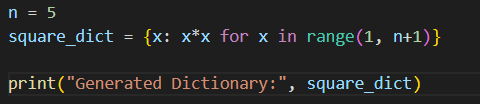 n = 5
square_dict = {x: x*x for x in range(1, n+1)}
print("Generated Dictionary:", square_dict)